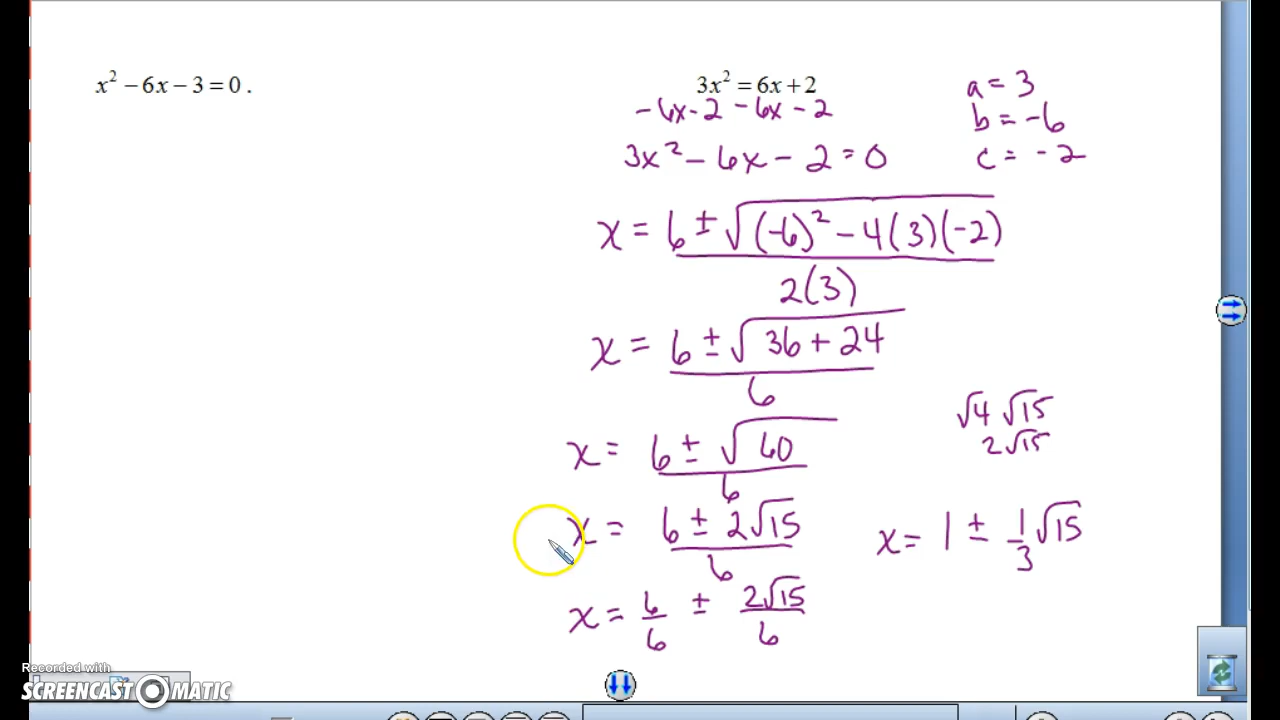 x² − 6x − 3 = 0 .
3x² = 6x + 2
-6x-2 -6x -2
3x² - 6x - 2 = 0
a = 3
b = -6
c = -2
x = 6 ± √(-6)² - 4(3)(-2)
2(3)
x = 6 ± √36 + 24
6
x = 6 ± √60
6
√4 √15
2√15
x = 6 ± 2√15
6
x = 1 ± 1/3 √15
x = 6/6 ± 2√15/6
Recorded with
SCREENCAST MATIC